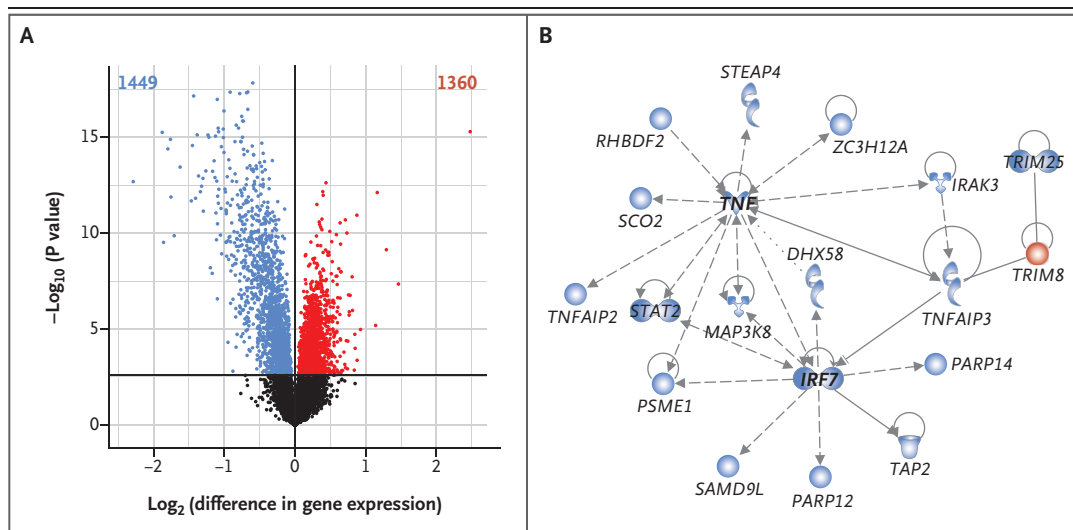 A
1449
1360
15
10
5
0
−Log10 (P value)
−2
−1
0
1
2
Log2 (difference in gene expression)
B
STEAP4
RHBDF2
ZC3H12A
TRIM25
IRAK3
TNF
SCO2
DHX58
TRIM8
TNFAIP2
STAT2
MAP3K8
TNFAIP3
PARP14
IRF7
PSME1
TAP2
SAMD9L
PARP12